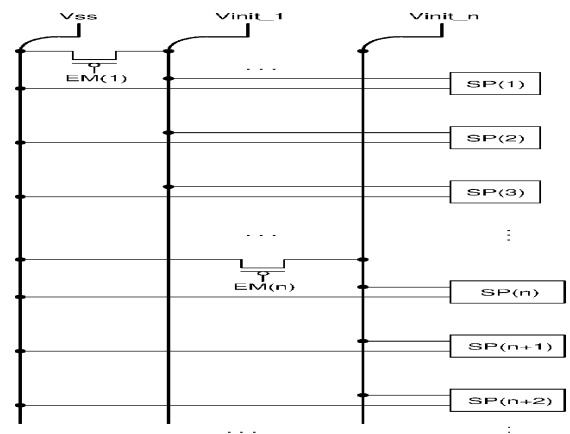 Vss Vinit_1 Vinit_n
EM(1)
. . .
SP(1)
SP(2)
SP(3)
. . .
⋮
EM(n)
SP(n)
SP(n+1)
SP(n+2)
. . .
⋮